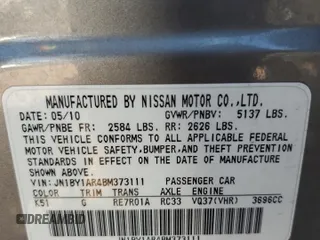 MANUFACTURED BY NISSAN MOTOR CO.,LTD.
DATE: 05/10 GVWR/PNBV: 5137 LBS.
GAWR/PNBE FR: 2584 LBS. RR: 2626 LBS.
THIS VEHICLE CONFORMS TO ALL APPLICABLE FEDERAL
MOTOR VEHICLE SAFETY,BUMPER,AND THEFT PREVENTION
STANDARDS IN EFFECT ON THE DATE OF MANUFACTURE
SHOWN ABOVE.
VIN: JN1BY1AR4BM373111 PASSENGER CAR
COLOR TRIM TRANS AXLE ENGINE
K51 G RE7R01A RC33 VQ37(VHR) 3696CC
JN1BY1AR4BM373111